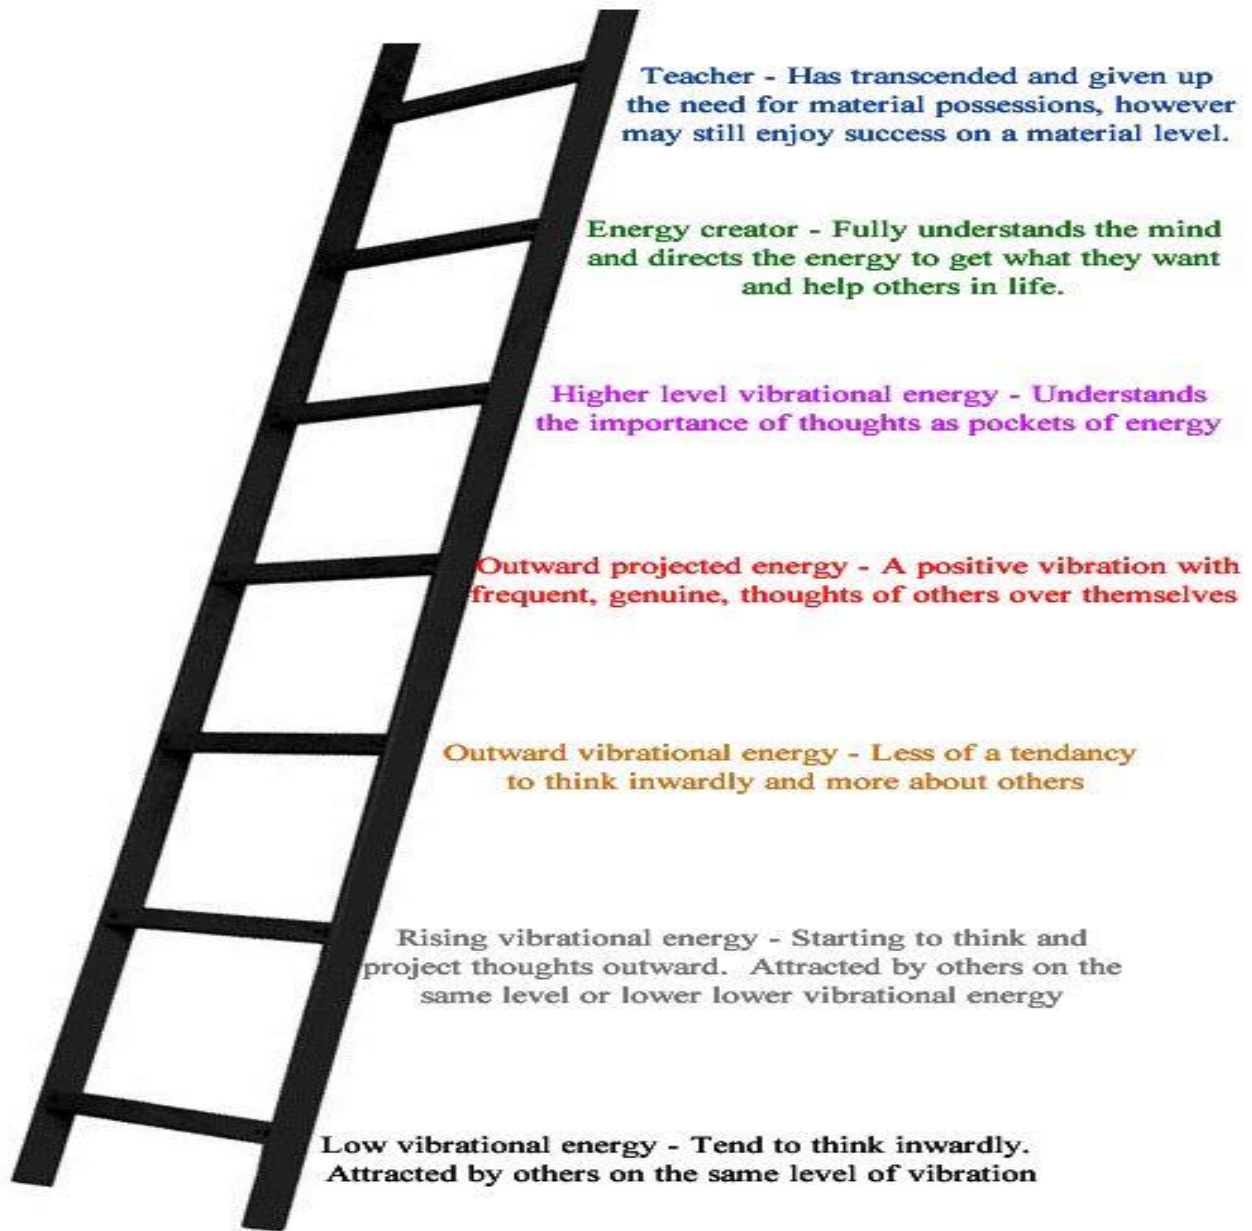 Teacher - Has transcended and given up
the need for material possessions, however
may still enjoy success on a material level.
Energy creator - Fully understands the mind
and directs the energy to get what they want
and help others in life.
Higher level vibrational energy - Understands
the importance of thoughts as pockets of energy
Outward projected energy - A positive vibration with
frequent, genuine, thoughts of others over themselves
Outward vibrational energy - Less of a tendancy
to think inwardly and more about others
Rising vibrational energy - Starting to think and
project thoughts outward.  Attracted by others on the
same level or lower lower vibrational energy
Low vibrational energy - Tend to think inwardly.
Attracted by others on the same level of vibration